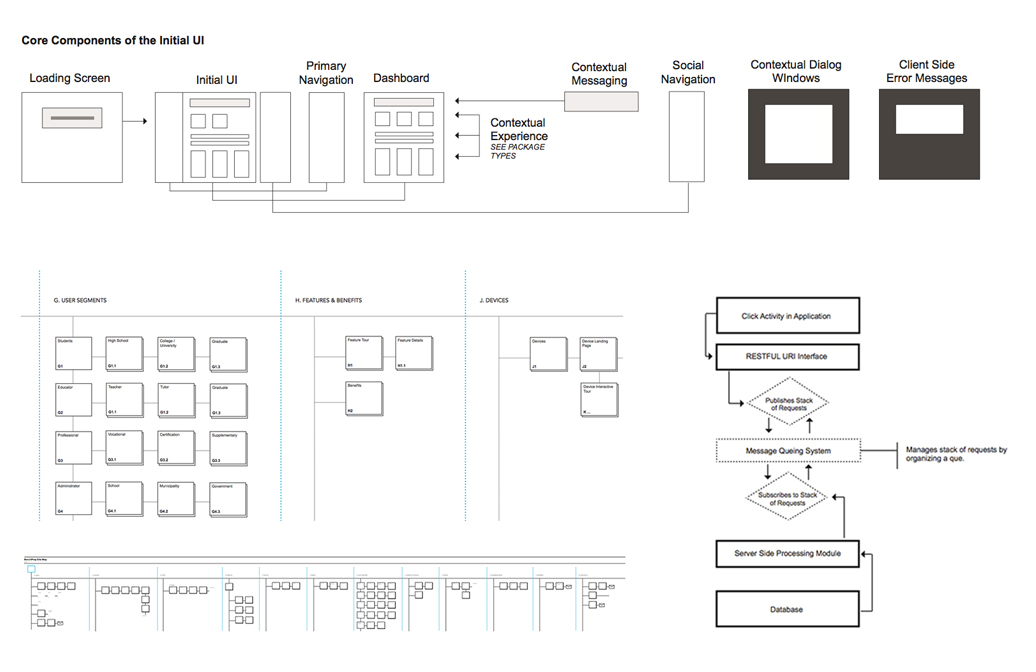 Core Components of the Initial UI
Loading Screen
Initial UI
Primary
Navigation
Dashboard
Contextual
Messaging
Social
Navigation
Contextual Dialog
WIndows
Client Side
Error Messages
Contextual
Experience
SEE PACKAGE
TYPES
G. USER SEGMENTS
H. FEATURES & BENEFITS
J. DEVICES
Students
G1
High School
G1.1
College /
University
G1.2
Graduate
G1.3
Educator
G2
Teacher
G1.1
Tutor
G1.2
Graduate
G1.3
Professional
G3
Vocational
G3.1
Certification
G3.2
Supplementary
G3.3
Administrator
G4
School
G4.1
Municipality
G4.2
Government
G4.3
Feature Tour
H1
Feature Details
H1.1
Benefits
H2
Devices
J1
Device Landing
Page
J2
Device Interactive
Tour
Click Activity in Application
RESTFUL URI Interface
Publishes Stack
of Requests
Message Queing System
Manages stack of requests by
organizing a que.
Subscribes to Stack
of Requests
Server Side Processing Module
Database